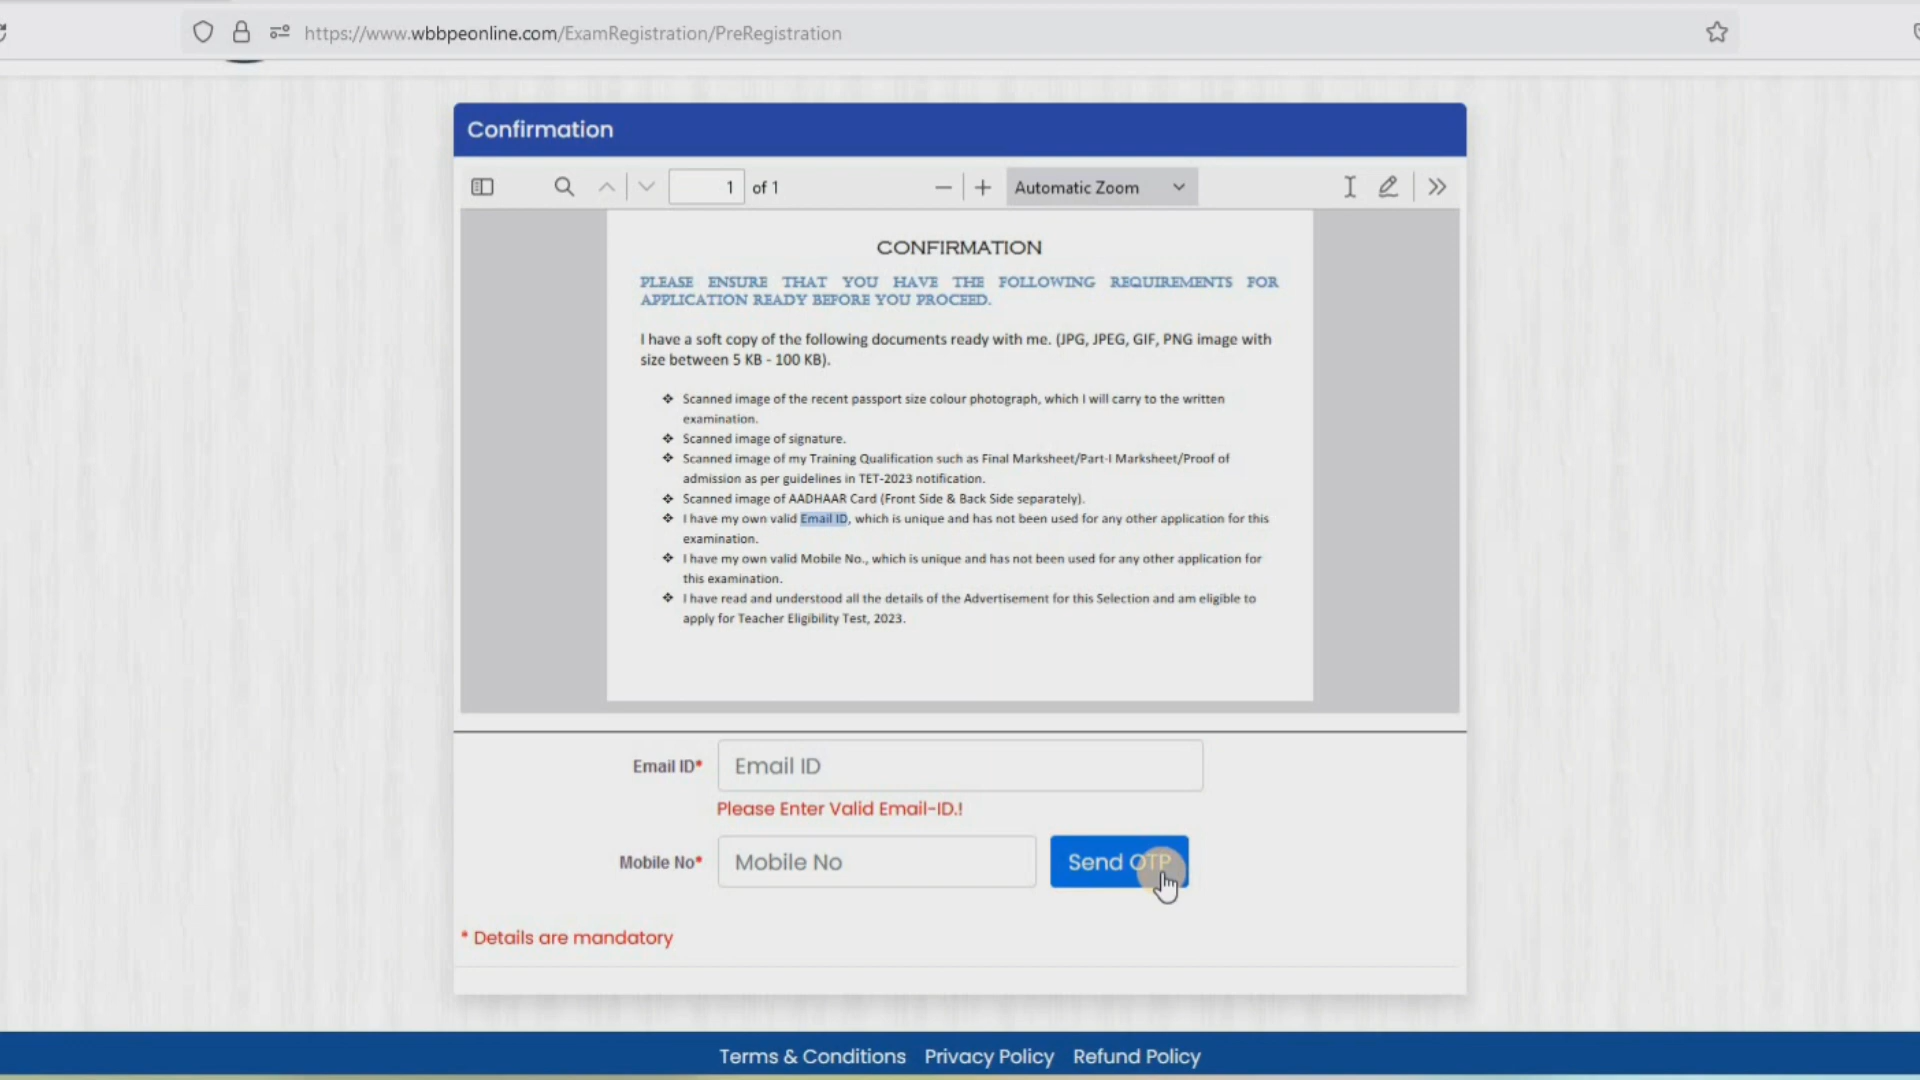 https://www.wbbpeonline.com/ExamRegistration/PreRegistration
Confirmation
1 of 1
Automatic Zoom
CONFIRMATION
PLEASE ENSURE THAT YOU HAVE THE FOLLOWING REQUIREMENTS FOR
APPLICATION READY BEFORE YOU PROCEED.
I have a soft copy of the following documents ready with me. (JPG, JPEG, GIF, PNG image with
size between 5 KB - 100 KB).
❖ Scanned image of the recent passport size colour photograph, which I will carry to the written
examination.
❖ Scanned image of signature.
❖ Scanned image of my Training Qualification such as Final Marksheet/Part-I Marksheet/Proof of
admission as per guidelines in TET-2023 notification.
❖ Scanned image of AADHAAR Card (Front Side & Back Side separately).
❖ I have my own valid Email ID, which is unique and has not been used for any other application for this
examination.
❖ I have my own valid Mobile No., which is unique and has not been used for any other application for
this examination.
❖ I have read and understood all the details of the Advertisement for this Selection and am eligible to
apply for Teacher Eligibility Test, 2023.
Email ID* Email ID
Please Enter Valid Email-ID.!
Mobile No* Mobile No Send OTP
* Details are mandatory
Terms & Conditions Privacy Policy Refund Policy